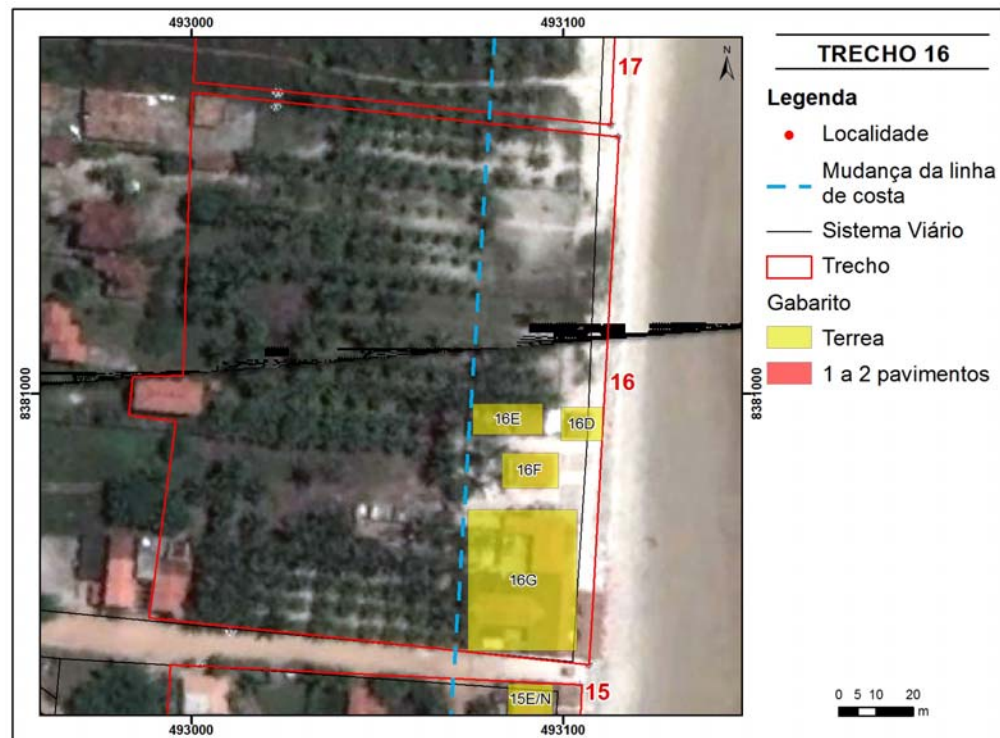 493000
493100
N
TRECHO 16
Legenda
Localidade
Mudança da linha
de costa
Sistema Viário
Trecho
Gabarito
Terrea
1 a 2 pavimentos
17
16
15
8381000
8381000
16E
16D
16F
16G
15E/N
0 5 10 20
m
493000
493100